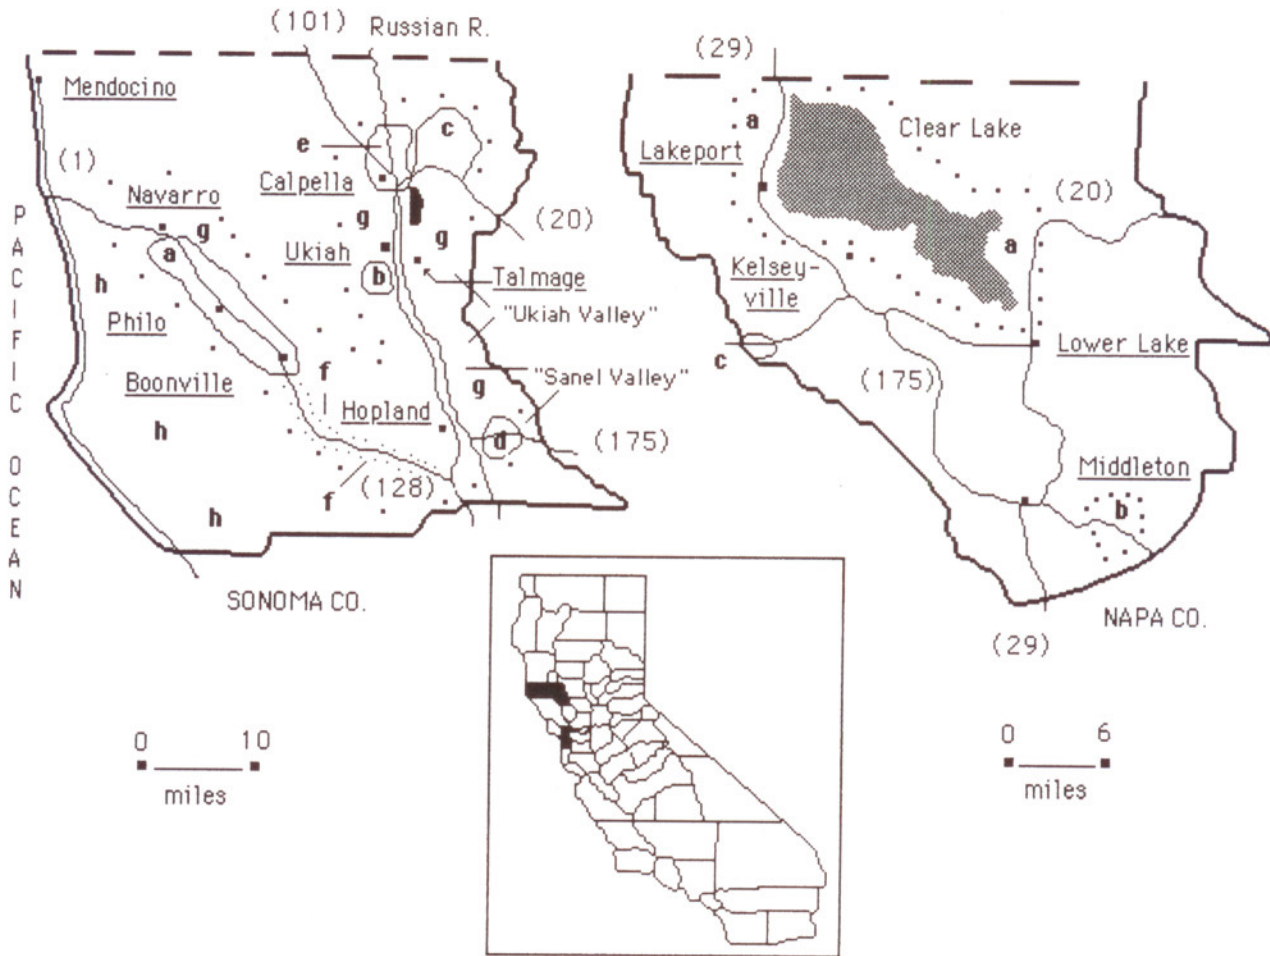 (101)
Russian R.
Mendocino
(1)
e
c
Calpella
Navarro
g
g
g
(20)
a
Ukiah
b
Talmage
h
"Ukiah Valley"
Philo
f
"Sanel Valley"
Boonville
g
Hopland
h
d
(175)
f
(128)
h
PACIFIC OCEAN
SONOMA CO.
0 10
miles
(29)
a
Clear Lake
Lakeport
(20)
a
Kelsey-
ville
c
Lower Lake
(175)
Middleton
b
NAPA CO.
(29)
0 6
miles